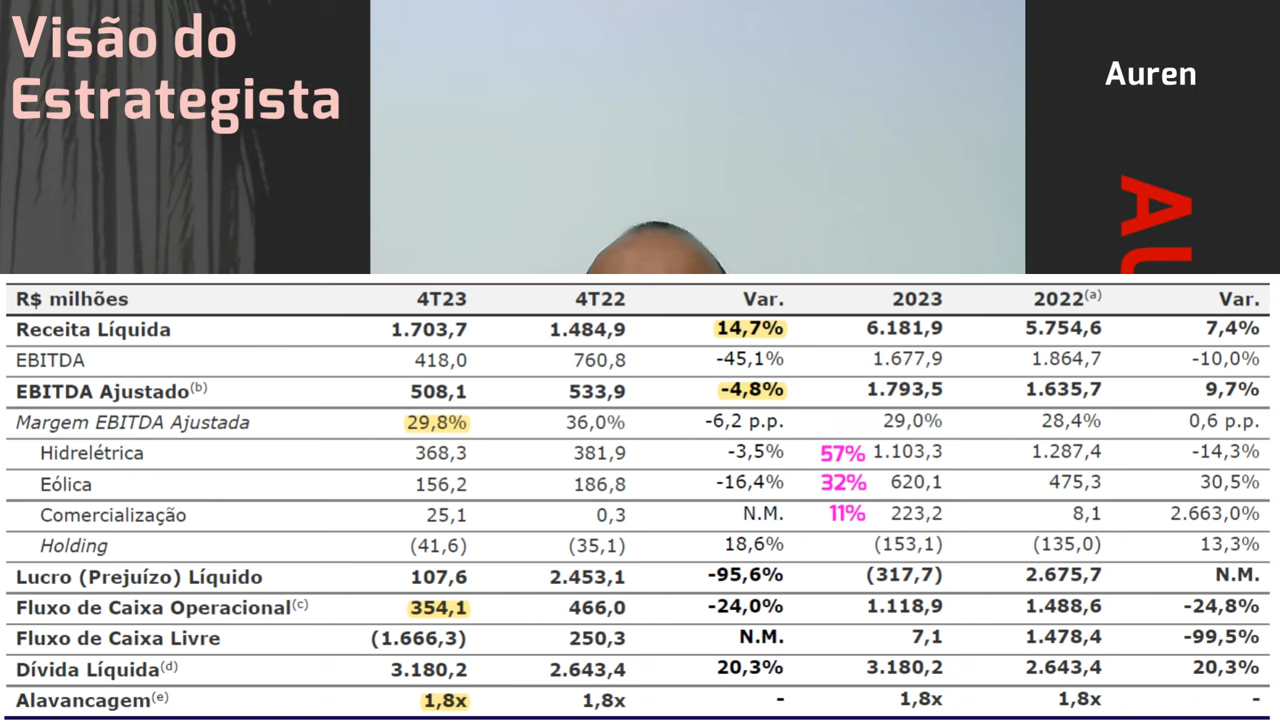 Visão do
Estrategista
Auren
AU
R$ milhões 4T23 4T22 Var. 2023 2022(a) Var.
Receita Líquida 1.703,7 1.484,9 14,7% 6.181,9 5.754,6 7,4%
EBITDA 418,0 760,8 -45,1% 1.677,9 1.864,7 -10,0%
EBITDA Ajustado(b) 508,1 533,9 -4,8% 1.793,5 1.635,7 9,7%
Margem EBITDA Ajustada 29,8% 36,0% -6,2 p.p. 29,0% 28,4% 0,6 p.p.
Hidrelétrica 368,3 381,9 -3,5% 57% 1.103,3 1.287,4 -14,3%
Eólica 156,2 186,8 -16,4% 32% 620,1 475,3 30,5%
Comercialização 25,1 0,3 N.M. 11% 223,2 8,1 2.663,0%
Holding (41,6) (35,1) 18,6% (153,1) (135,0) 13,3%
Lucro (Prejuízo) Líquido 107,6 2.453,1 -95,6% (317,7) 2.675,7 N.M.
Fluxo de Caixa Operacional(c) 354,1 466,0 -24,0% 1.118,9 1.488,6 -24,8%
Fluxo de Caixa Livre (1.666,3) 250,3 N.M. 7,1 1.478,4 -99,5%
Dívida Líquida(d) 3.180,2 2.643,4 20,3% 3.180,2 2.643,4 20,3%
Alavancagem(e) 1,8x 1,8x - 1,8x 1,8x -